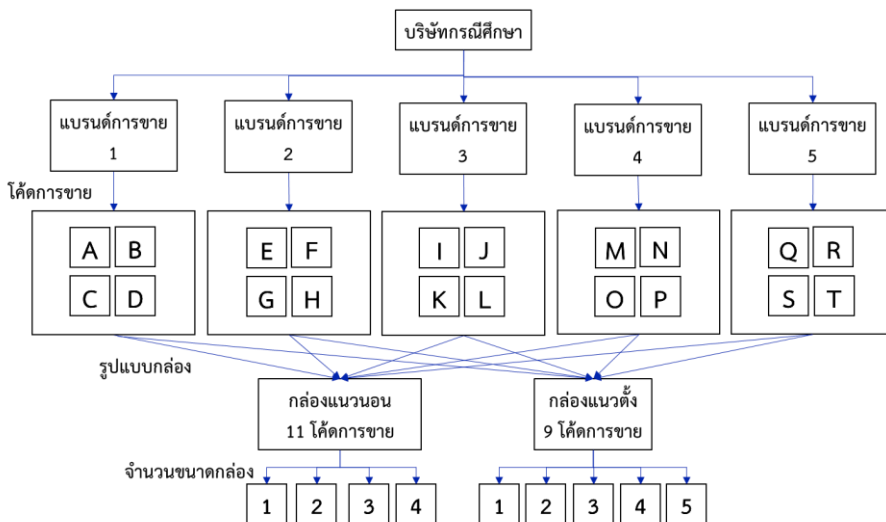 บริษัทกรณีศึกษา
แบรนด์การขาย
1
แบรนด์การขาย
2
แบรนด์การขาย
3
แบรนด์การขาย
4
แบรนด์การขาย
5
โค้ดการขาย
A B
C D
E F
G H
I J
K L
M N
O P
Q R
S T
รูปแบบกล่อง
กล่องแนวนอน
11 โค้ดการขาย
กล่องแนวตั้ง
9 โค้ดการขาย
จำนวนขนาดกล่อง
1 2 3 4
1 2 3 4 5